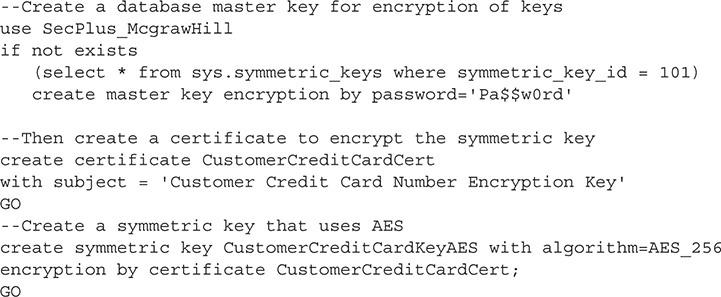 --Create a database master key for encryption of keys
use SecPlus_McgrawHill
if not exists
   (select * from sys.symmetric_keys where symmetric_key_id = 101)
   create master key encryption by password='Pa$$w0rd'

--Then create a certificate to encrypt the symmetric key
create certificate CustomerCreditCardCert
with subject = 'Customer Credit Card Number Encryption Key'
GO
--Create a symmetric key that uses AES
create symmetric key CustomerCreditCardKeyAES with algorithm=AES_256
encryption by certificate CustomerCreditCardCert;
GO